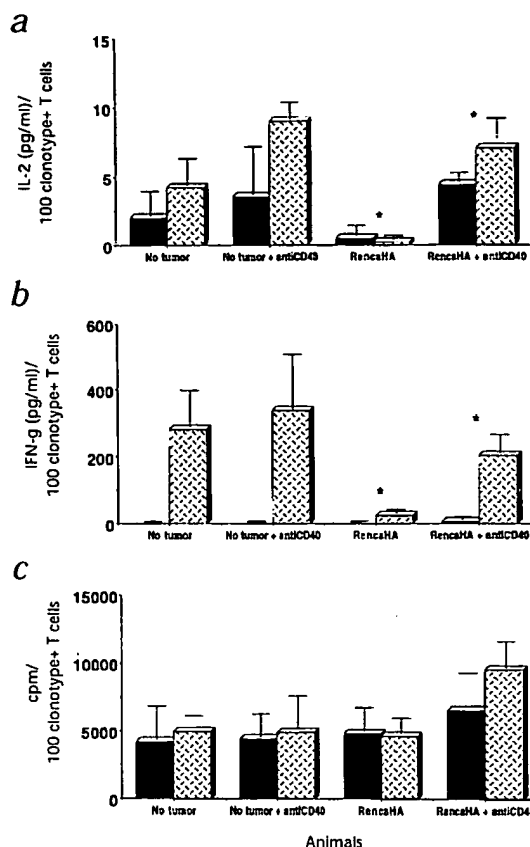 a
IL-2 (pg/ml)/
100 clonotype+ T cells
15
10
5
0
*
*
No tumor
No tumor + antiCD40
RencaHA
RencaHA + antiCD40
b
IFN-g (pg/ml)/
100 clonotype+ T cells
600
400
200
0
*
*
No tumor
No tumor + antiCD40
RencaHA
RencaHA + antiCD40
c
cpm/
100 clonotype+ T cells
15000
10000
5000
0
No tumor
No tumor + antiCD40
RencaHA
RencaHA + antiCD4
Animals